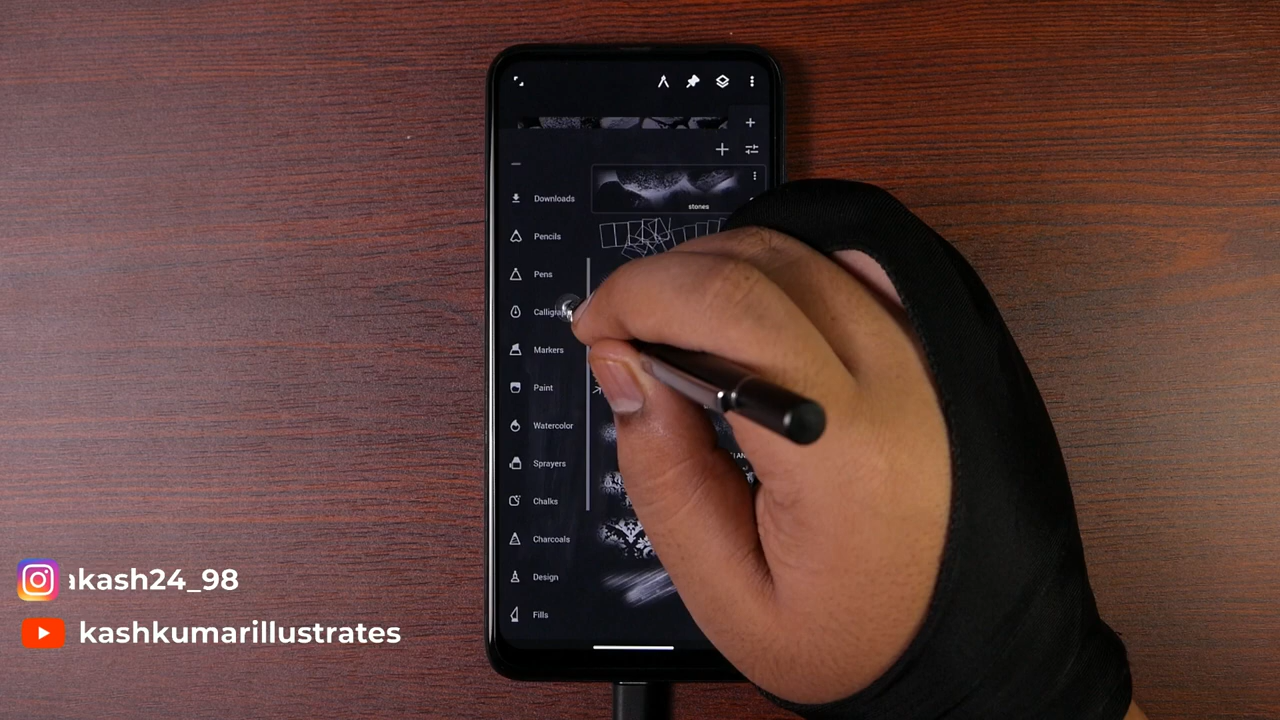 Downloads
stones
Pencils
Pens
Markers
Paint
Watercolor
Sprayers
Chalks
Charcoals
Design
Fills
akash24_98
kashkumarillustrates